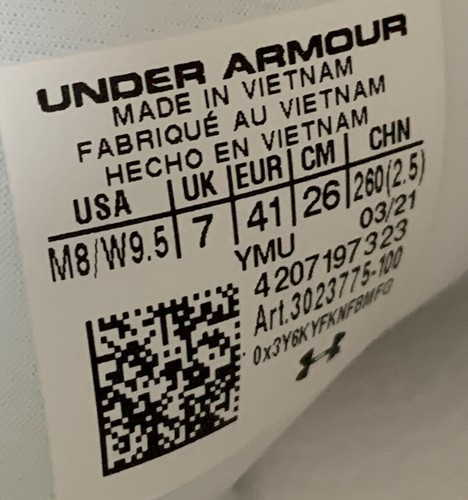 UNDER ARMOUR
MADE IN VIETNAM
FABRIQUÉ AU VIETNAM
HECHO EN VIETNAM
USA UK EUR CM CHN
M8/W9.5 7 41 26 260(2.5)
YMU 03/21
4207197323
Art.3023775-100
0x3Y6KYFKNFBMFG